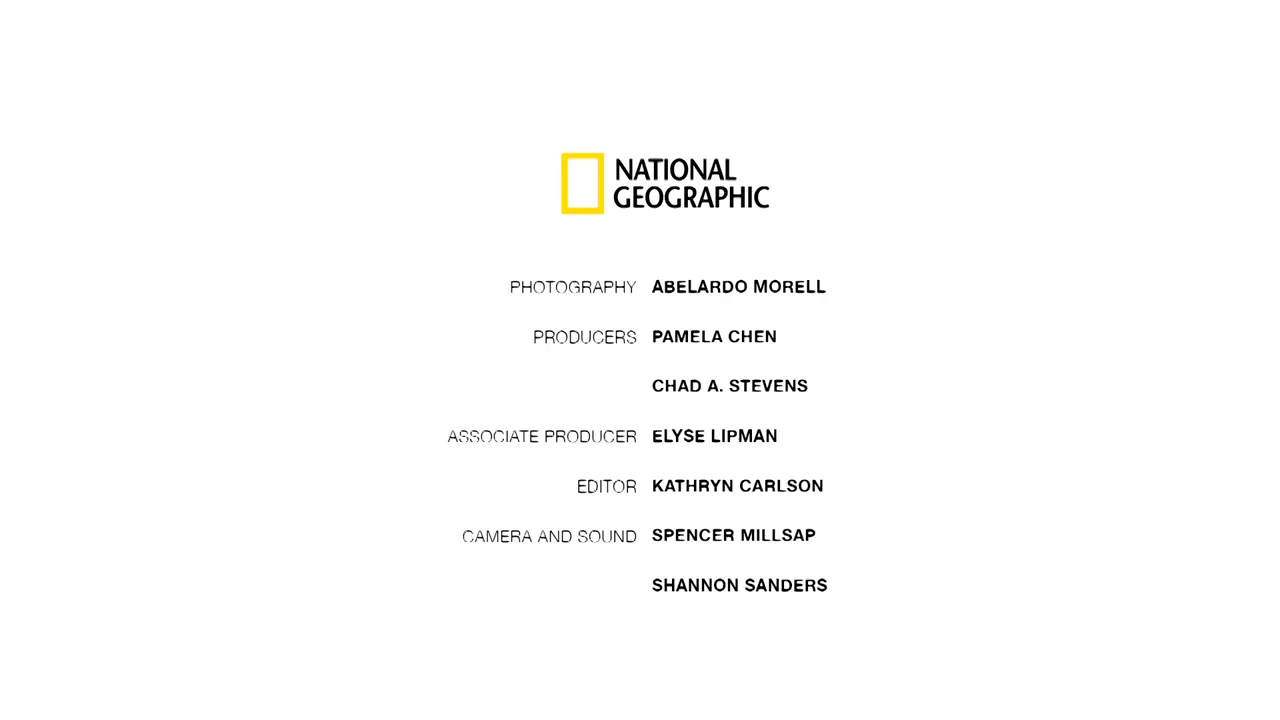 NATIONAL
GEOGRAPHIC
PHOTOGRAPHY ABELARDO MORELL
PRODUCERS PAMELA CHEN
CHAD A. STEVENS
ASSOCIATE PRODUCER ELYSE LIPMAN
EDITOR KATHRYN CARLSON
CAMERA AND SOUND SPENCER MILLSAP
SHANNON SANDERS